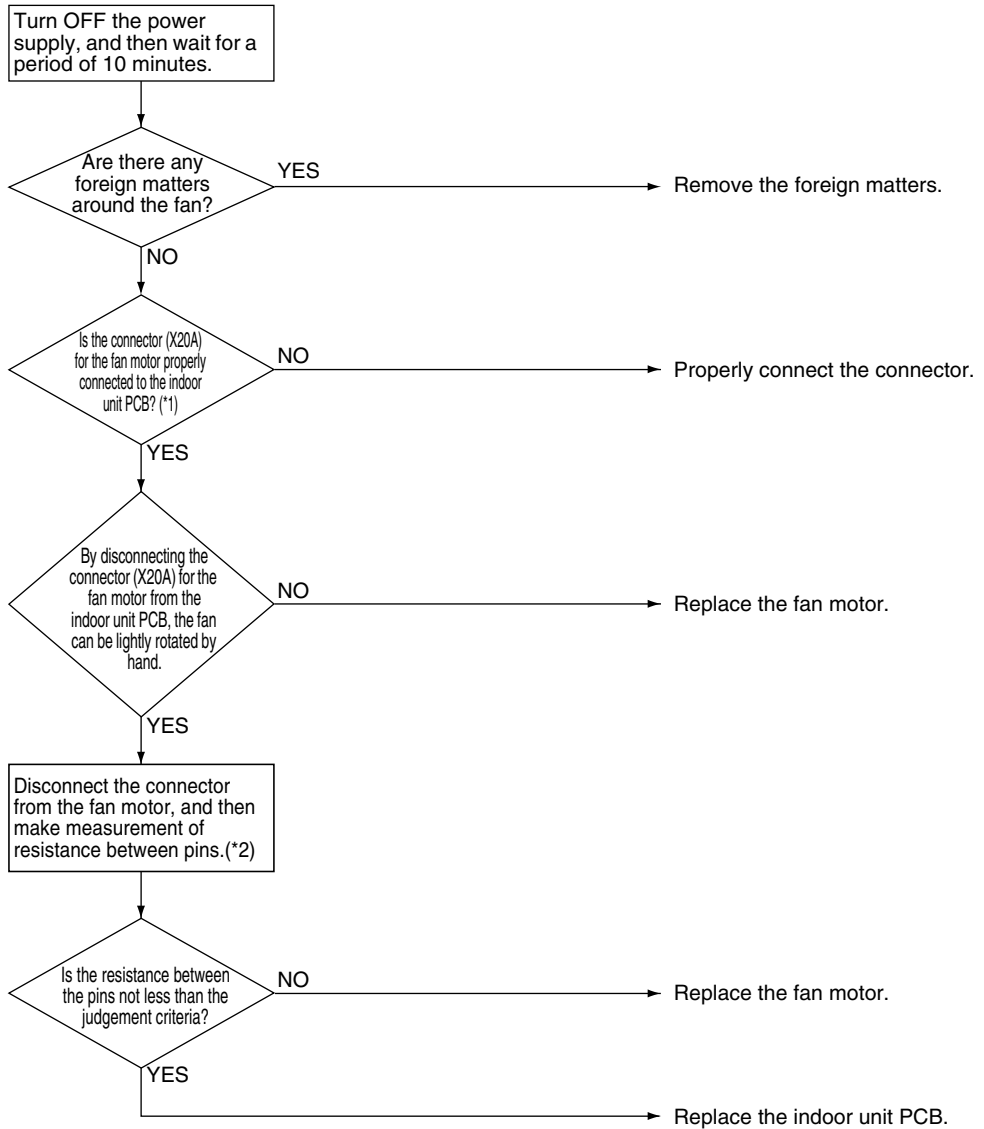 Turn OFF the power
supply, and then wait for a
period of 10 minutes.
Are there any
foreign matters
around the fan?
YES
Remove the foreign matters.
NO
Is the connector (X20A)
for the fan motor properly
connected to the indoor
unit PCB? (*1)
NO
Properly connect the connector.
YES
By disconnecting the
connector (X20A) for the
fan motor from the
indoor unit PCB, the fan
can be lightly rotated by
hand.
NO
Replace the fan motor.
YES
Disconnect the connector
from the fan motor, and then
make measurement of
resistance between pins.(*2)
Is the resistance between
the pins not less than the
judgement criteria?
NO
Replace the fan motor.
YES
Replace the indoor unit PCB.